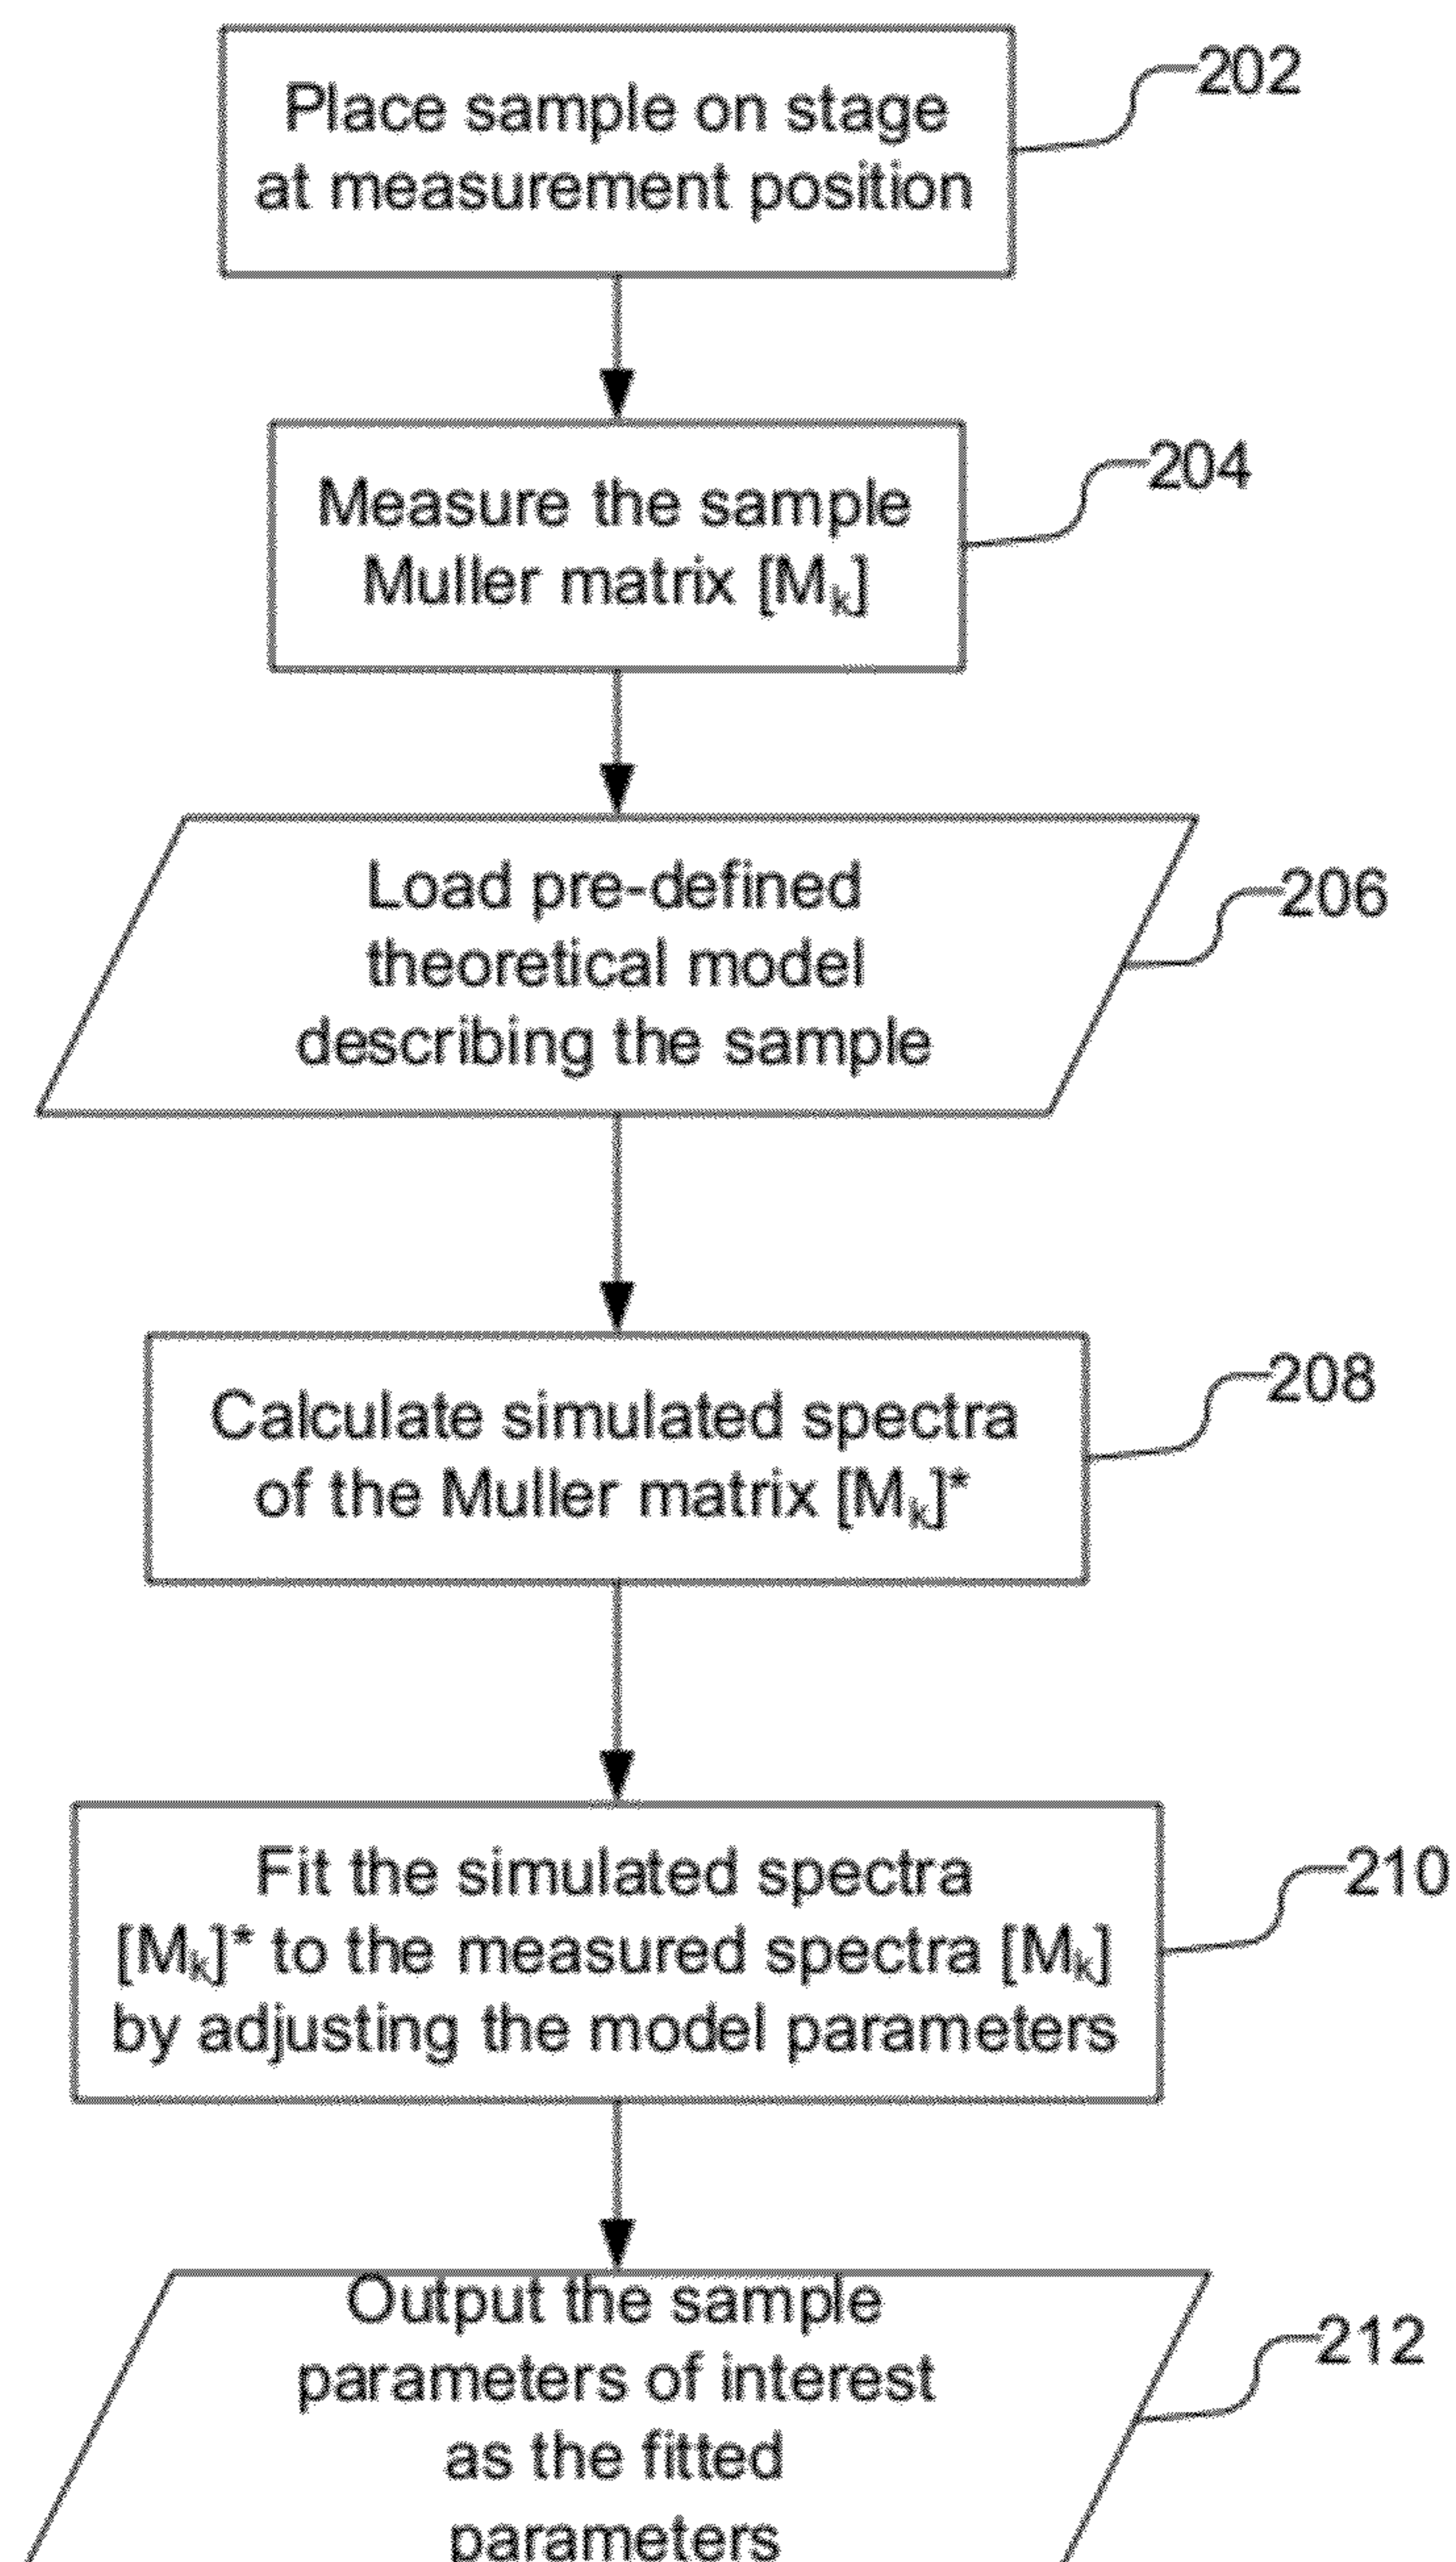 Place sample on stage
at measurement position
202
Measure the sample
Muller matrix [Mk]
204
Load pre-defined
theoretical model
describing the sample
206
Calculate simulated spectra
of the Muller matrix [Mk]*
208
Fit the simulated spectra
[Mk]* to the measured spectra [Mk]
by adjusting the model parameters
210
Output the sample
parameters of interest
as the fitted
parameters
212